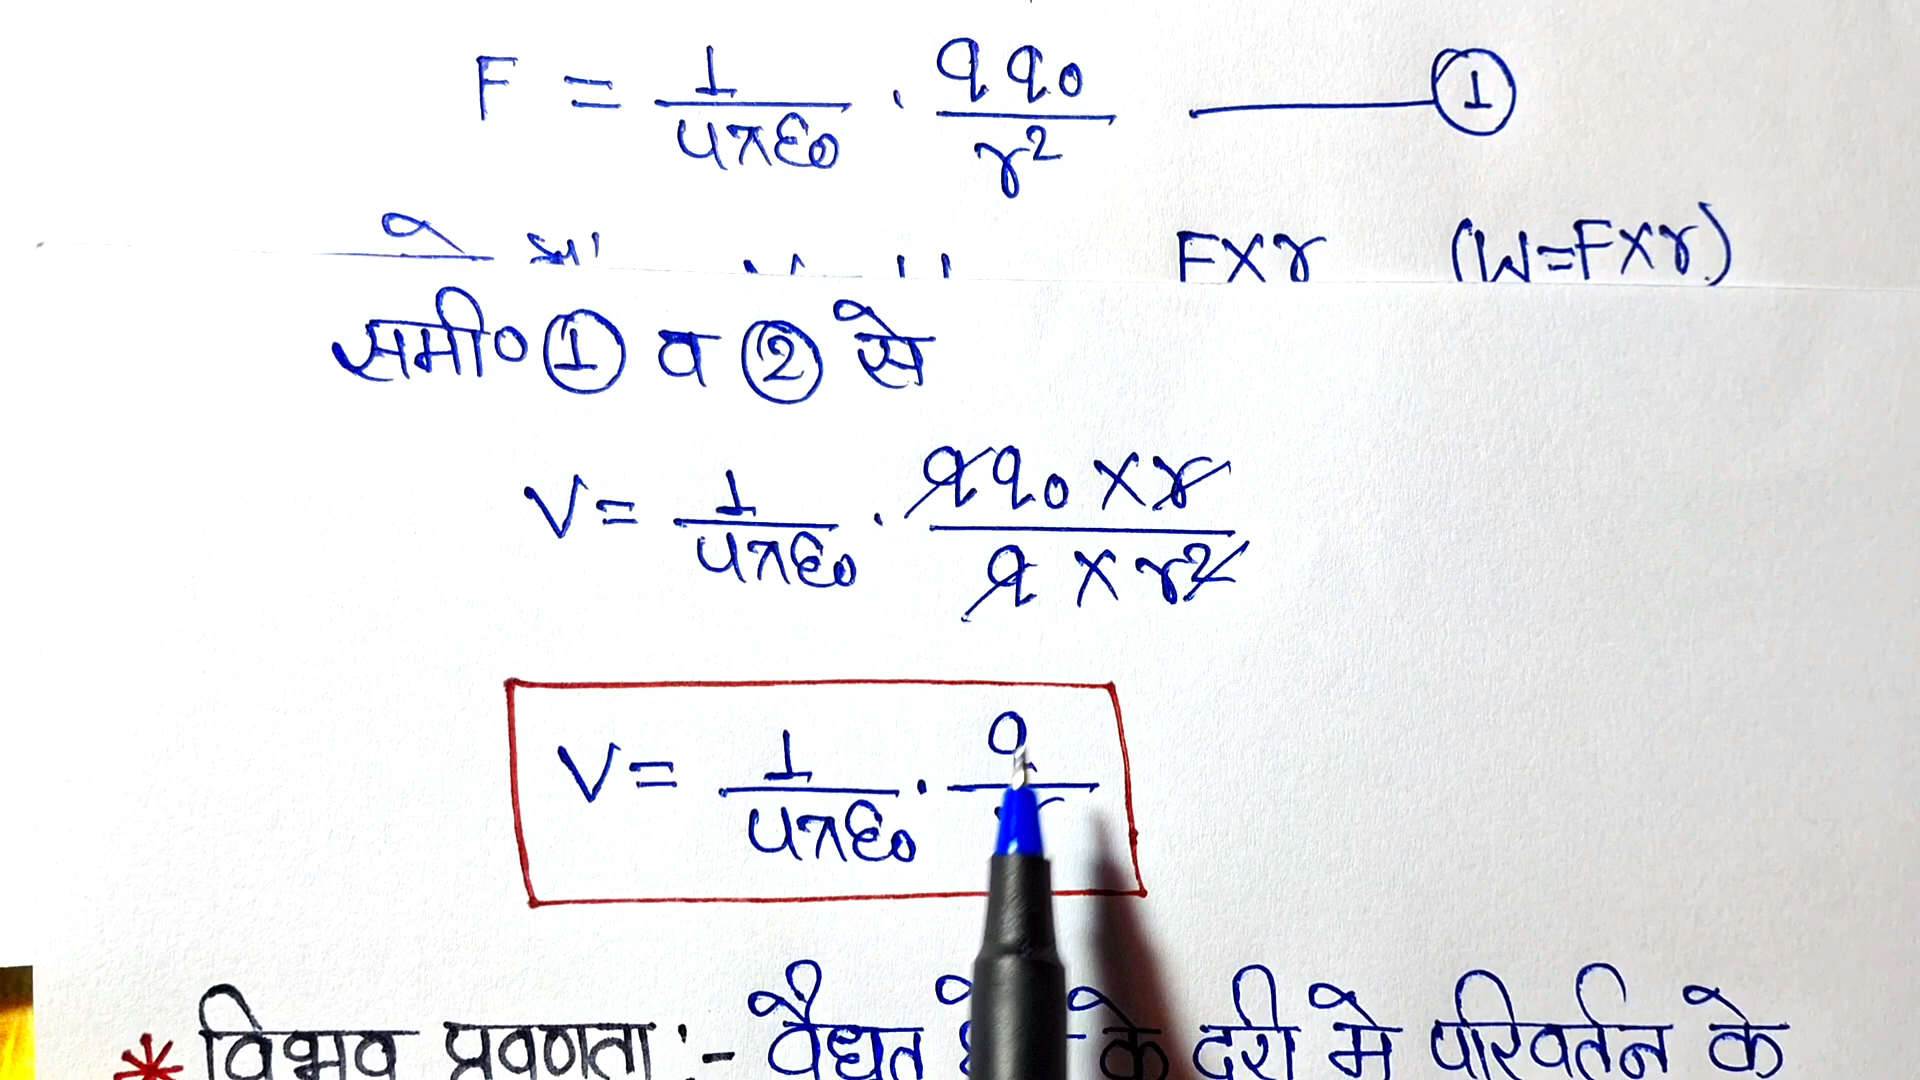 F = 1/4πε0 . qq0/r² —— ①
F×r (W=F×r)
समी० ① व ② से
V = 1/4πε0 . qq0×r / q×r²
V = 1/4πε0 . q/r
* विभव प्रवणता :- वैधुत के दूरी मे परिवर्तन के